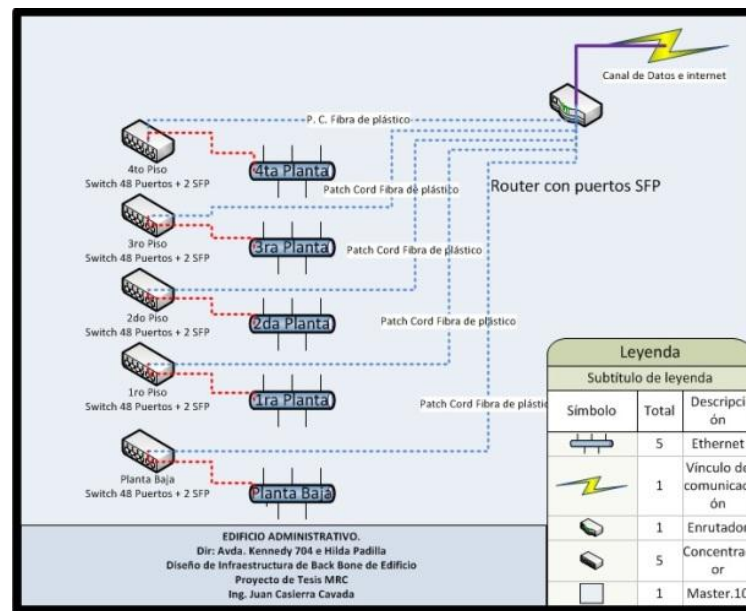 Canal de Datos e internet
P. C. Fibra de plástico
4to Piso
Switch 48 Puertos + 2 SFP
4ta Planta
Patch Cord Fibra de plástico
Router con puertos SFP
3ro Piso
Switch 48 Puertos + 2 SFP
3ra Planta
Patch Cord Fibra de plástico
2do Piso
Switch 48 Puertos + 2 SFP
2da Planta
Patch Cord Fibra de plástico
1ro Piso
Switch 48 Puertos + 2 SFP
1ra Planta
Patch Cord Fibra de plástic
Planta Baja
Switch 48 Puertos + 2 SFP
Planta Baja
EDIFICIO ADMINISTRATIVO.
Dir: Avda. Kennedy 704 e Hilda Padilla
Diseño de Infraestructura de Back Bone de Edificio
Proyecto de Tesis MRC
Ing. Juan Casierra Cavada
Leyenda
Subtítulo de leyenda
Símbolo Total Descripci
ón
5 Ethernet
1 Vínculo de
comunicac
ón
1 Enrutador
5 Concentra
or
1 Master.10